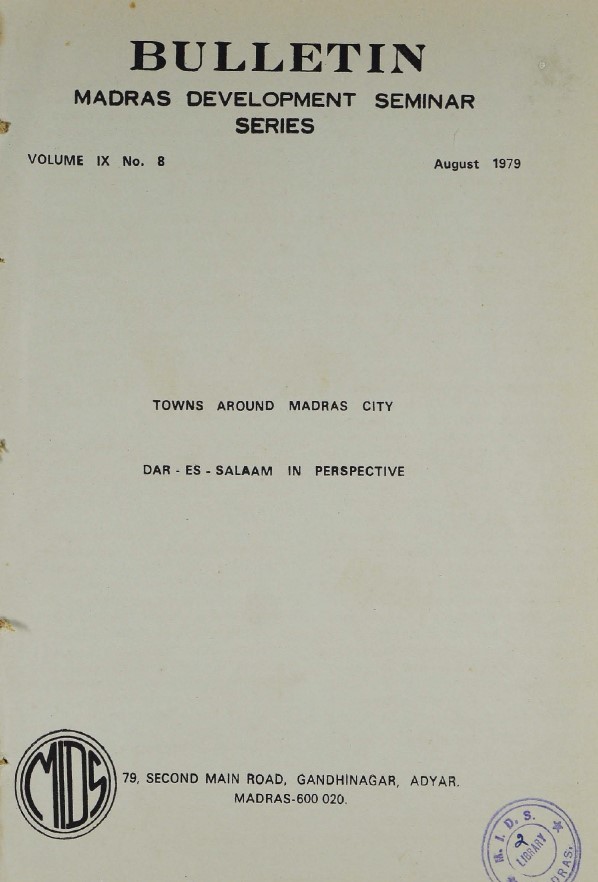 BULLETIN
MADRAS DEVELOPMENT SEMINAR
SERIES
VOLUME IX No. 8
August 1979
TOWNS AROUND MADRAS CITY
DAR - ES - SALAAM IN PERSPECTIVE
MIDS
79, SECOND MAIN ROAD, GANDHINAGAR, ADYAR.
MADRAS-600 020.
M. I. D. S.
LIBRARY